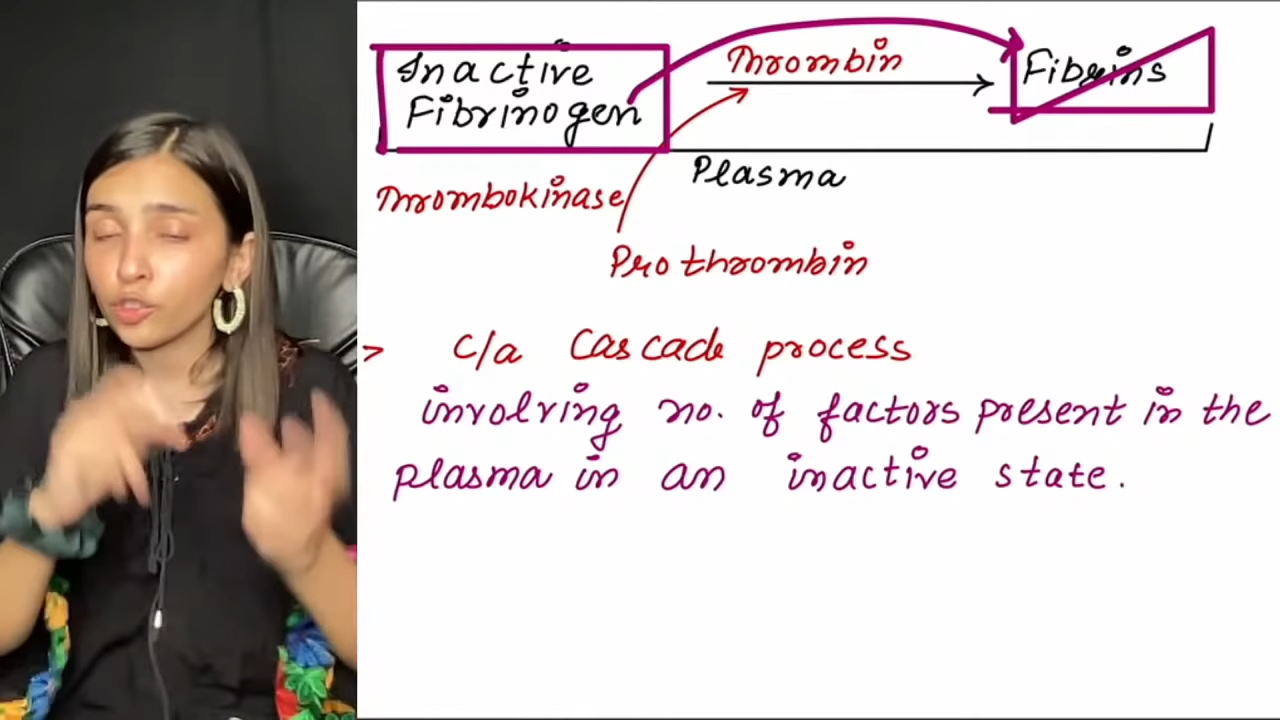 Inactive Thrombin Fibrins
Fibrinogen
Plasma
Thrombokinase
Prothrombin
> c/a Cascade process
involving no. of factors present in the
plasma in an inactive state.